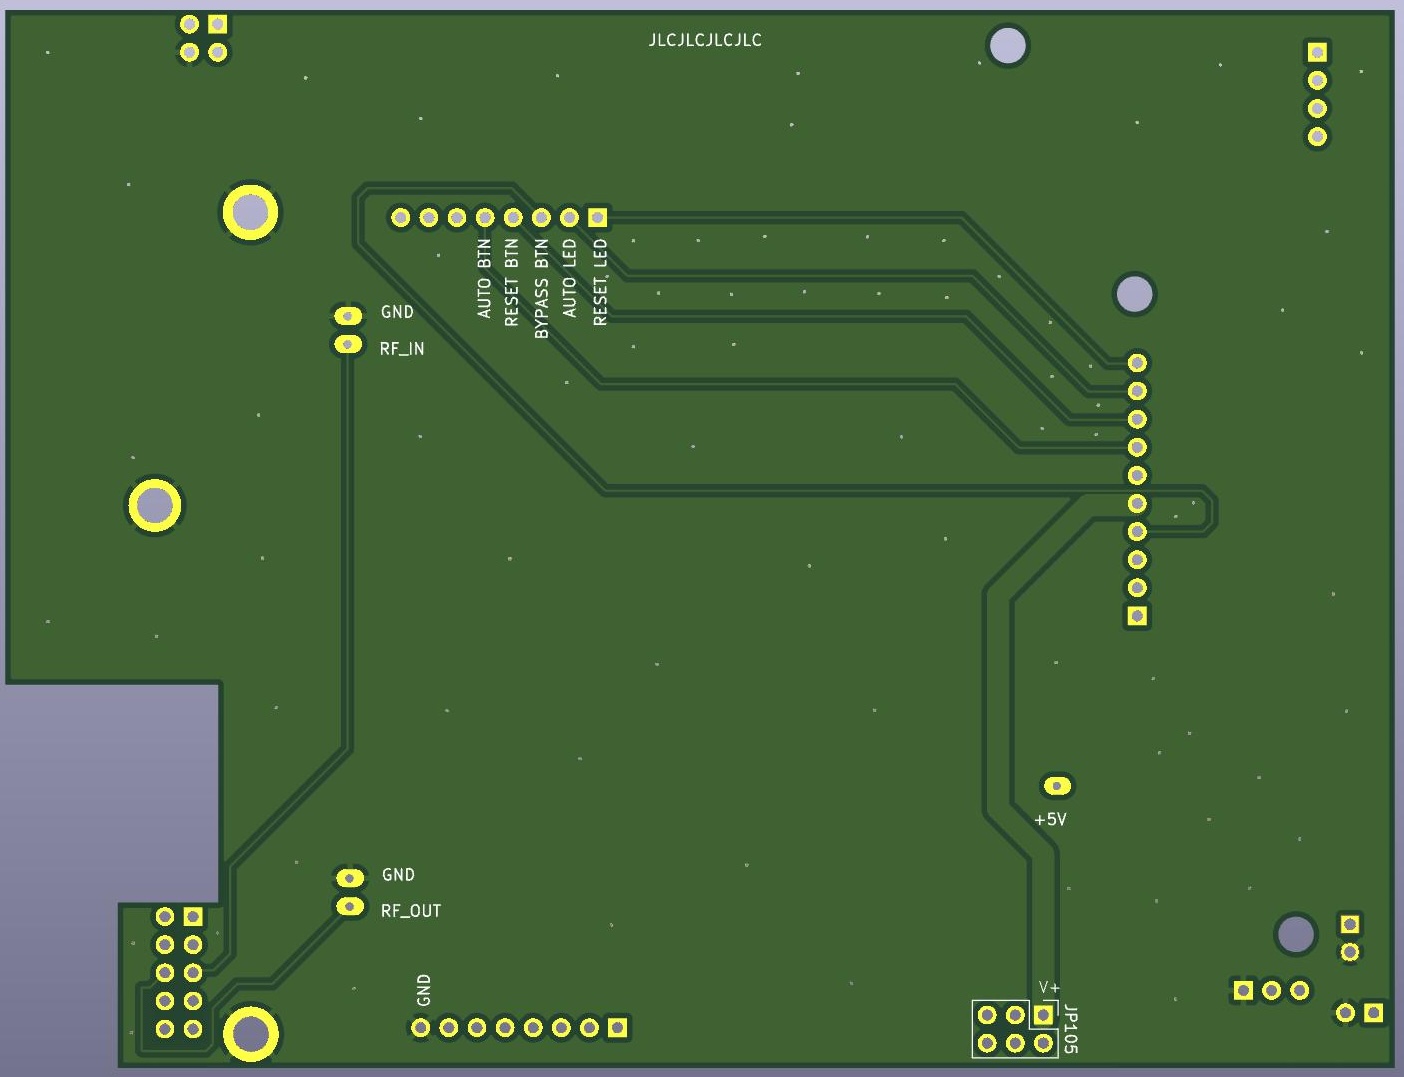 JLCJLCJLCJLC
AUTO BTN
RESET BTN
BYPASS BTN
AUTO LED
RESET LED
GND
RF_IN
+5V
GND
RF_OUT
GND
V+
JP105